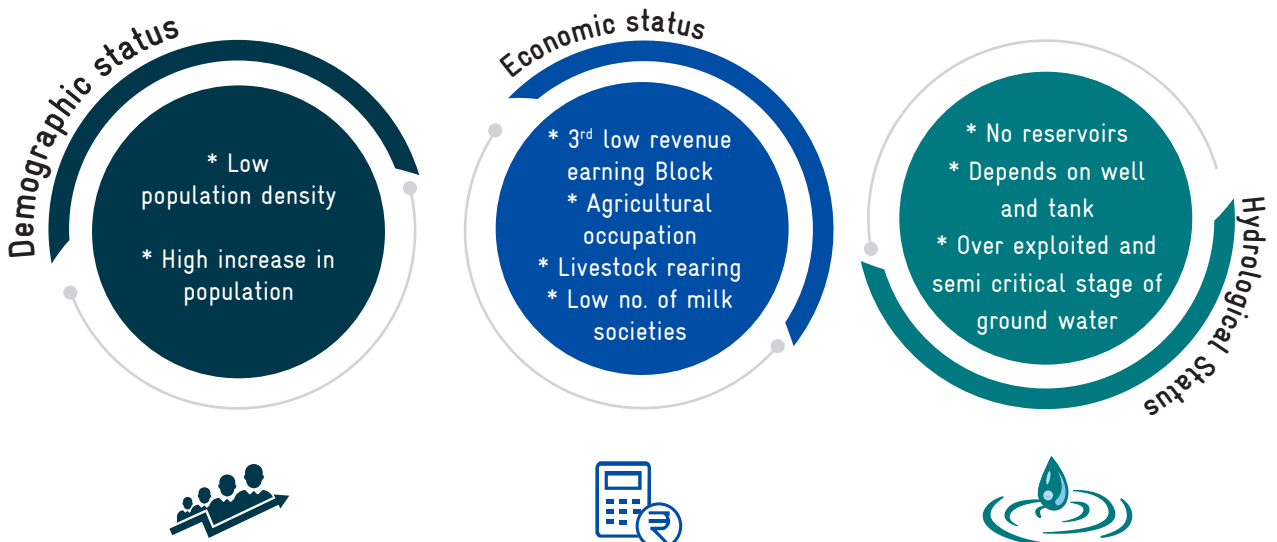 Demographic status
* Low
population density
* High increase in
population
Economic status
* 3rd low revenue
earning Block
* Agricultural
occupation
* Livestock rearing
* Low no. of milk
societies
Hydrological Status
* No reservoirs
* Depends on well
and tank
* Over exploited and
semi critical stage of
ground water
₹